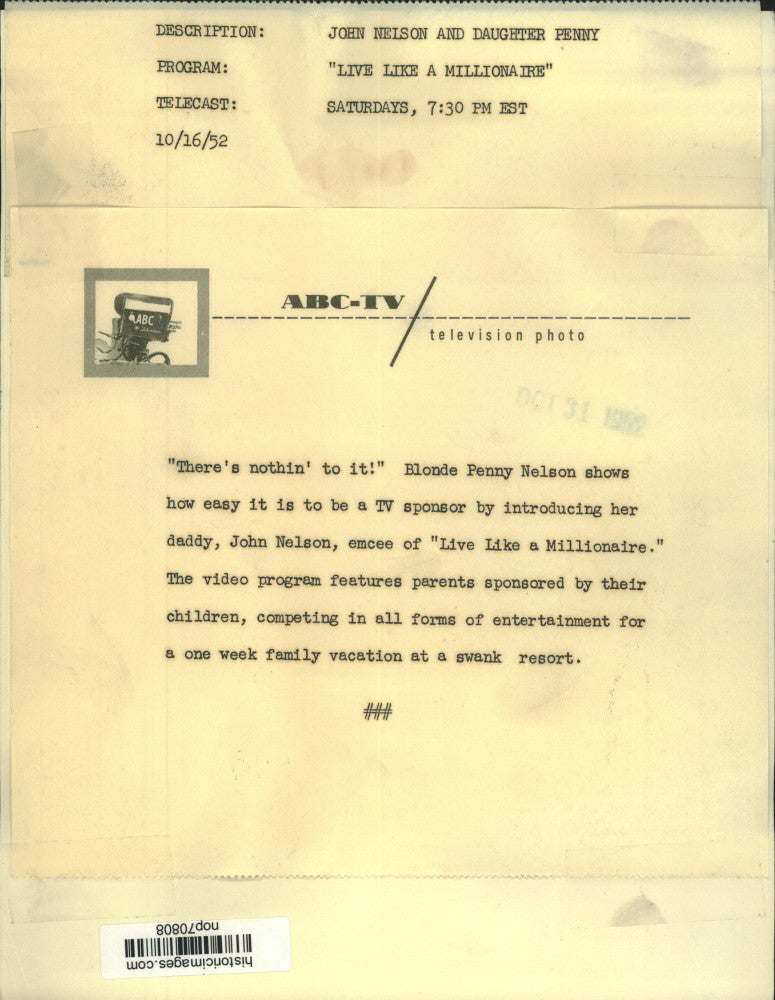 DESCRIPTION: JOHN NELSON AND DAUGHTER PENNY
PROGRAM: "LIVE LIKE A MILLIONAIRE"
TELECAST: SATURDAYS, 7:30 PM EST
10/16/52
ABC
ABC-TV
television photo
OCT 31 1952
"There's nothin' to it!" Blonde Penny Nelson shows
how easy it is to be a TV sponsor by introducing her
daddy, John Nelson, emcee of "Live Like a Millionaire."
The video program features parents sponsored by their
children, competing in all forms of entertainment for
a one week family vacation at a swank resort.
###
historicimages.com
nop70808